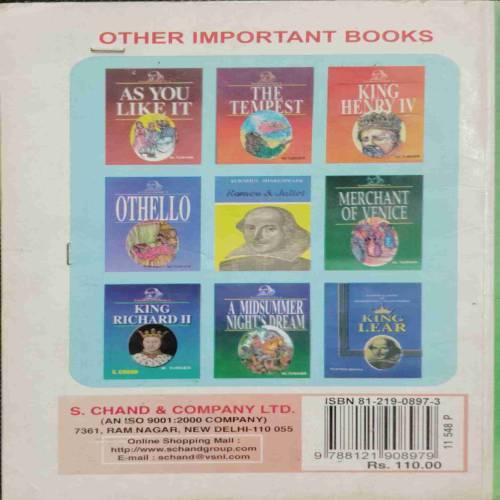 OTHER IMPORTANT BOOKS
AS YOU
LIKE IT
THE
TEMPEST
KING
HENRY IV
OTHELLO
Romeo & Juliet
MERCHANT
OF VENICE
KING
RICHARD II
S. CHAND
A MIDSUMMER
NIGHT'S DREAM
KING
LEAR
S. CHAND & COMPANY LTD.
(AN ISO 9001:2000 COMPANY)
7361, RAM NAGAR, NEW DELHI-110 055
Online Shopping Mall :
http://www.schandgroup.com
E-mail : schand@vsnl.com
ISBN 81-219-0897-3
9 788121 908979
Rs. 110.00
11 548 P